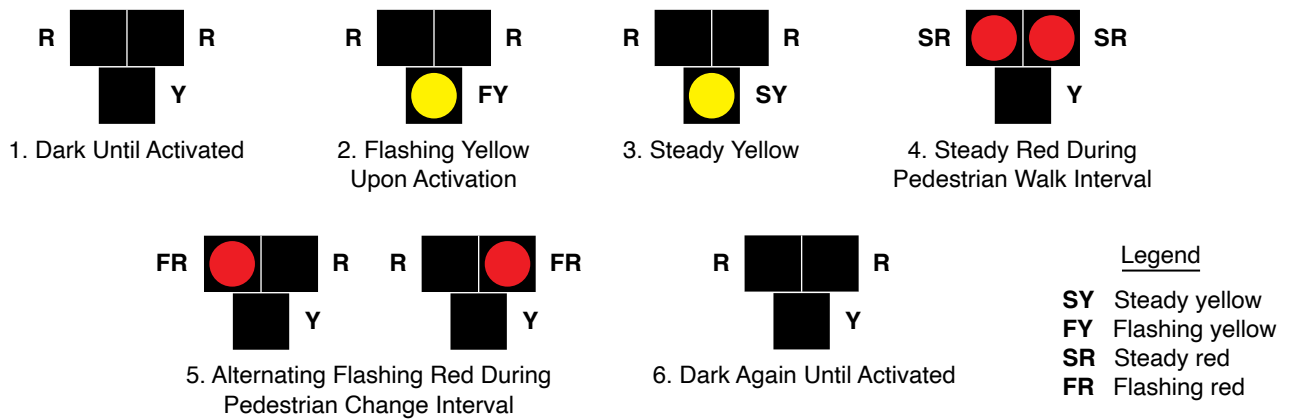 R R
Y
1. Dark Until Activated
R R
FY
2. Flashing Yellow
Upon Activation
R R
SY
3. Steady Yellow
SR SR
Y
4. Steady Red During
Pedestrian Walk Interval
FR R R FR
Y Y
5. Alternating Flashing Red During
Pedestrian Change Interval
R R
Y
6. Dark Again Until Activated
Legend
SY Steady yellow
FY Flashing yellow
SR Steady red
FR Flashing red